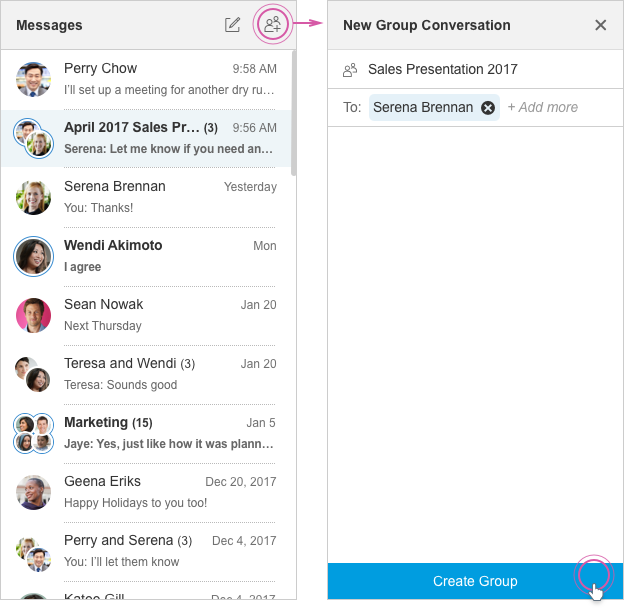 Messages
Perry Chow 9:58 AM
I'll set up a meeting for another dry ru...
April 2017 Sales Pr... (3) 9:56 AM
Serena: Let me know if you need an...
Serena Brennan Yesterday
You: Thanks!
Wendi Akimoto Mon
I agree
Sean Nowak Jan 20
Next Thursday
Teresa and Wendi (3) Jan 20
Teresa: Sounds good
Marketing (15) Jan 5
Jaye: Yes, just like how it was plann...
Geena Eriks Dec 20, 2017
Happy Holidays to you too!
Perry and Serena (3) Dec 4, 2017
You: I'll let them know
Katee Gill Dec 4, 2017
New Group Conversation
Sales Presentation 2017
To: Serena Brennan + Add more
Create Group